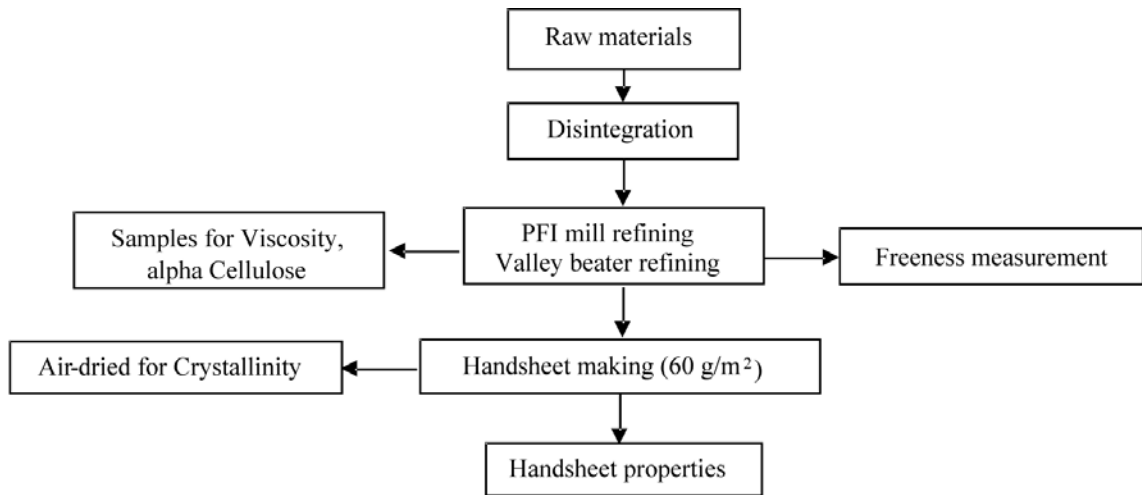 Raw materials
Disintegration
PFI mill refining
Valley beater refining
Samples for Viscosity,
alpha Cellulose
Freeness measurement
Handsheet making (60 g/m²)
Air-dried for Crystallinity
Handsheet properties